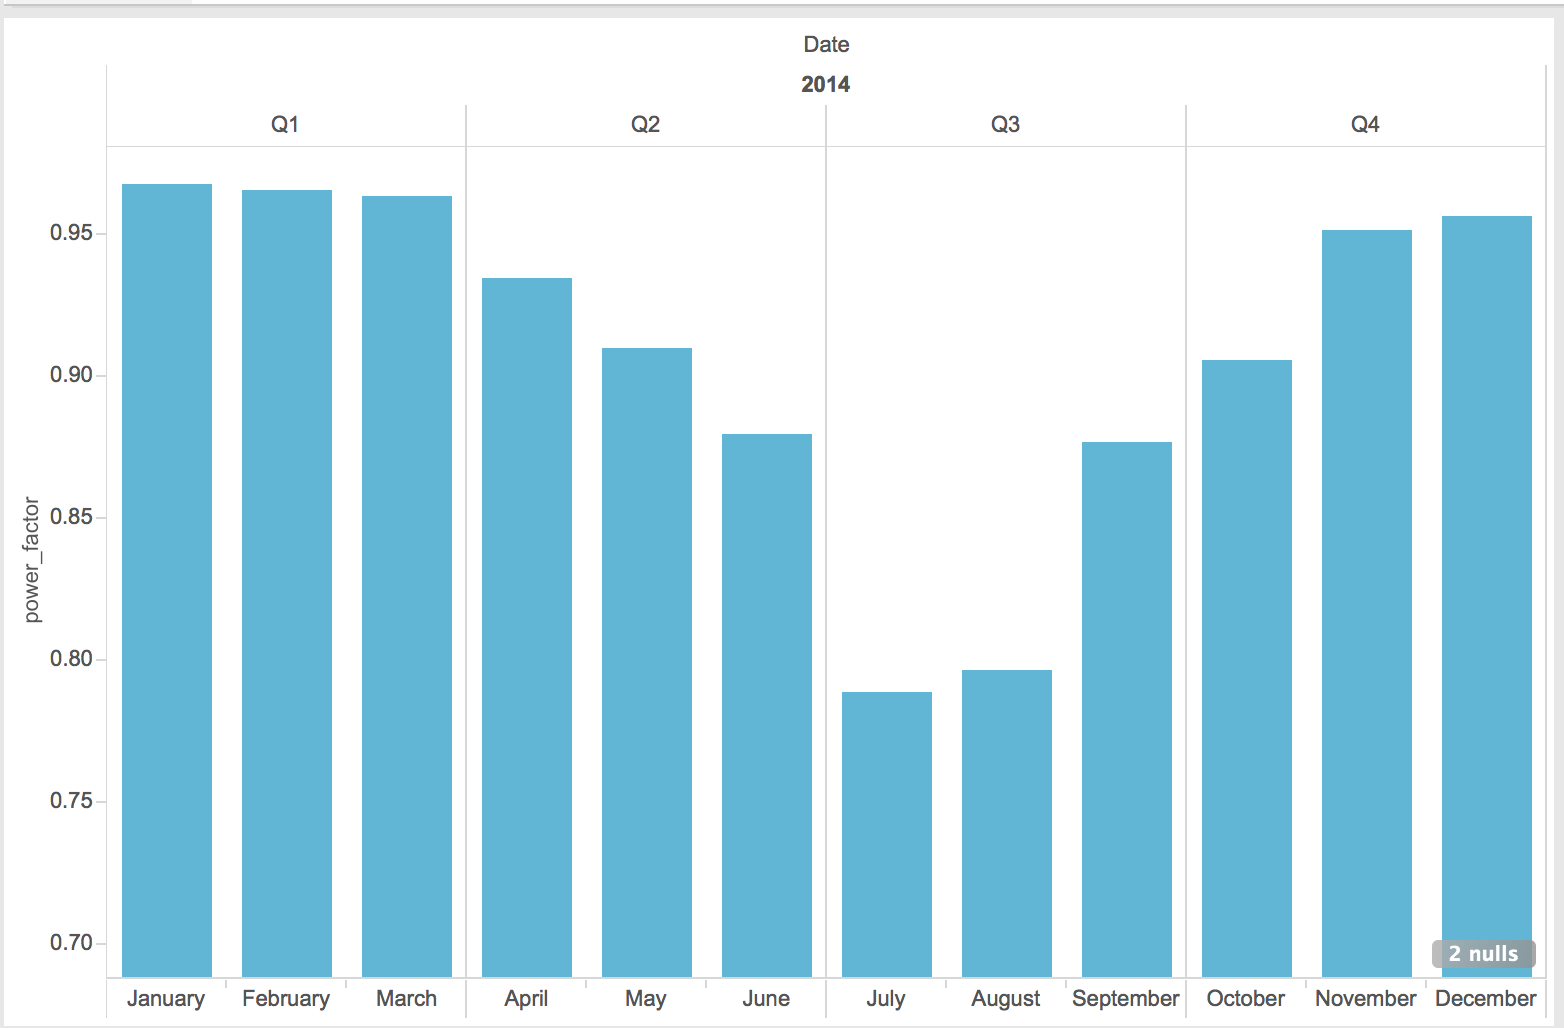 Date
2014
Q1 Q2 Q3 Q4
0.95
0.90
0.85
0.80
0.75
0.70
power_factor
2 nulls
January February March April May June July August September October November December